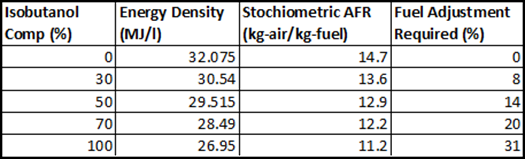 Isobutanol Energy Density Stochiometric AFR Fuel Adjustment
Comp (%) (MJ/l) (kg-air/kg-fuel) Required (%)
0 32.075 14.7 0
30 30.54 13.6 8
50 29.515 12.9 14
70 28.49 12.2 20
100 26.95 11.2 31